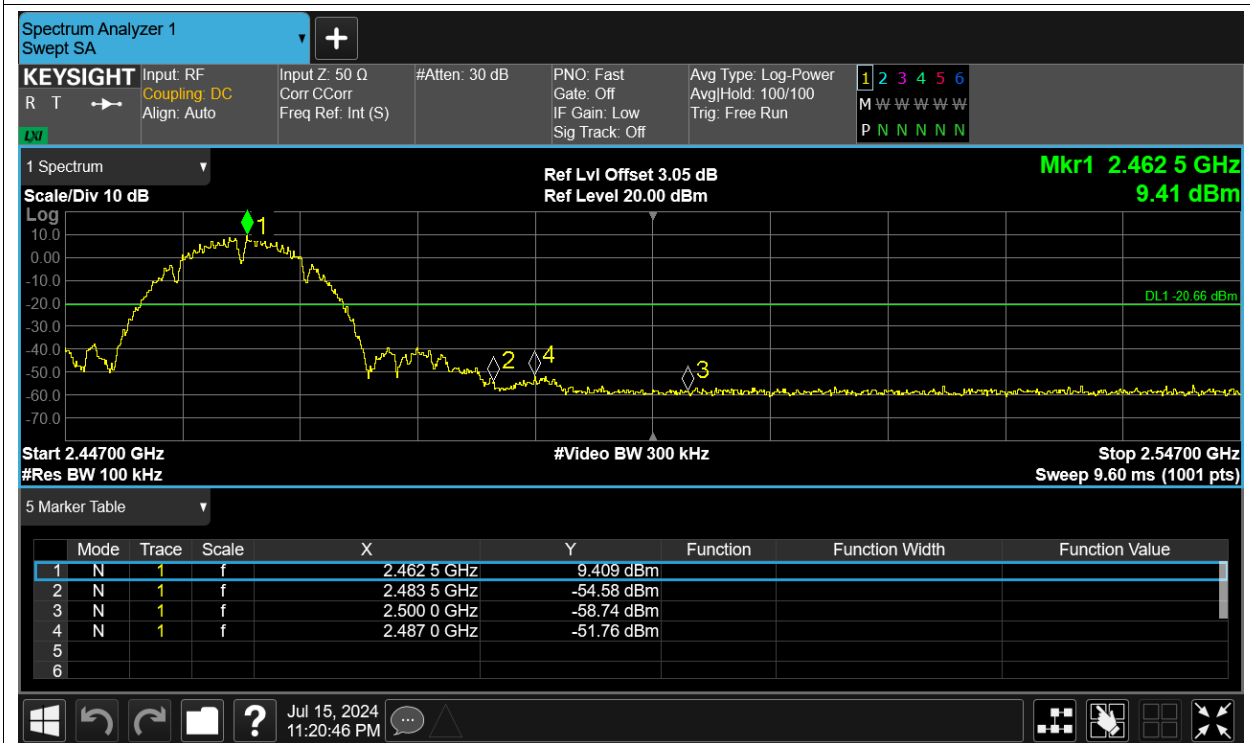 Spectrum Analyzer 1
Swept SA
+
KEYSIGHT Input: RF Input Z: 50 Ω #Atten: 30 dB PNO: Fast Avg Type: Log-Power 1 2 3 4 5 6
R T Coupling: DC Corr CCorr Gate: Off Avg|Hold: 100/100 M W W W W W
Align: Auto Freq Ref: Int (S) IF Gain: Low Trig: Free Run
LXI Sig Track: Off P N N N N N
1 Spectrum Ref Lvl Offset 3.05 dB Mkr1 2.462 5 GHz
Scale/Div 10 dB Ref Level 20.00 dBm 9.41 dBm
Log
1
10.0
0.00
-10.0
-20.0
DL1 -20.66 dBm
-30.0
-40.0
2 4
-50.0
3
-60.0
-70.0
Start 2.44700 GHz #Video BW 300 kHz Stop 2.54700 GHz
#Res BW 100 kHz Sweep 9.60 ms (1001 pts)
5 Marker Table
Mode Trace Scale X Y Function Function Width Function Value
1 N 1 f 2.462 5 GHz 9.409 dBm
2 N 1 f 2.483 5 GHz -54.58 dBm
3 N 1 f 2.500 0 GHz -58.74 dBm
4 N 1 f 2.487 0 GHz -51.76 dBm
5
6
? Jul 15, 2024
11:20:46 PM